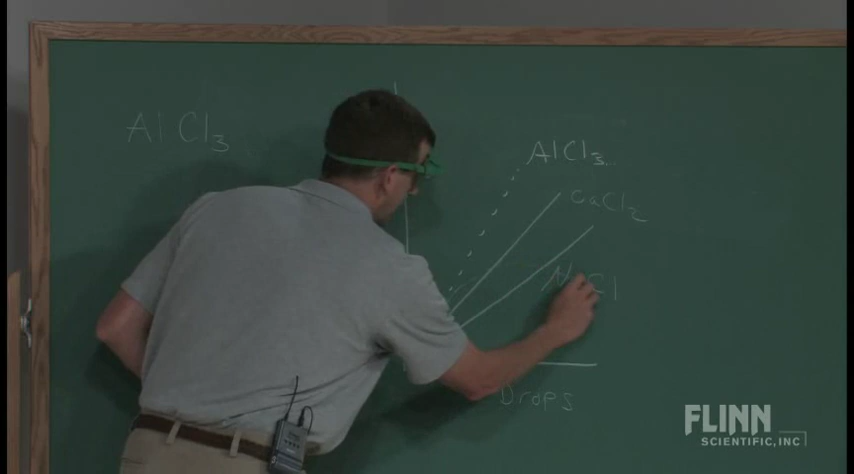 AlCl3
AlCl3...
CaCl2
NaCl
Drops
FLINN
SCIENTIFIC, INC